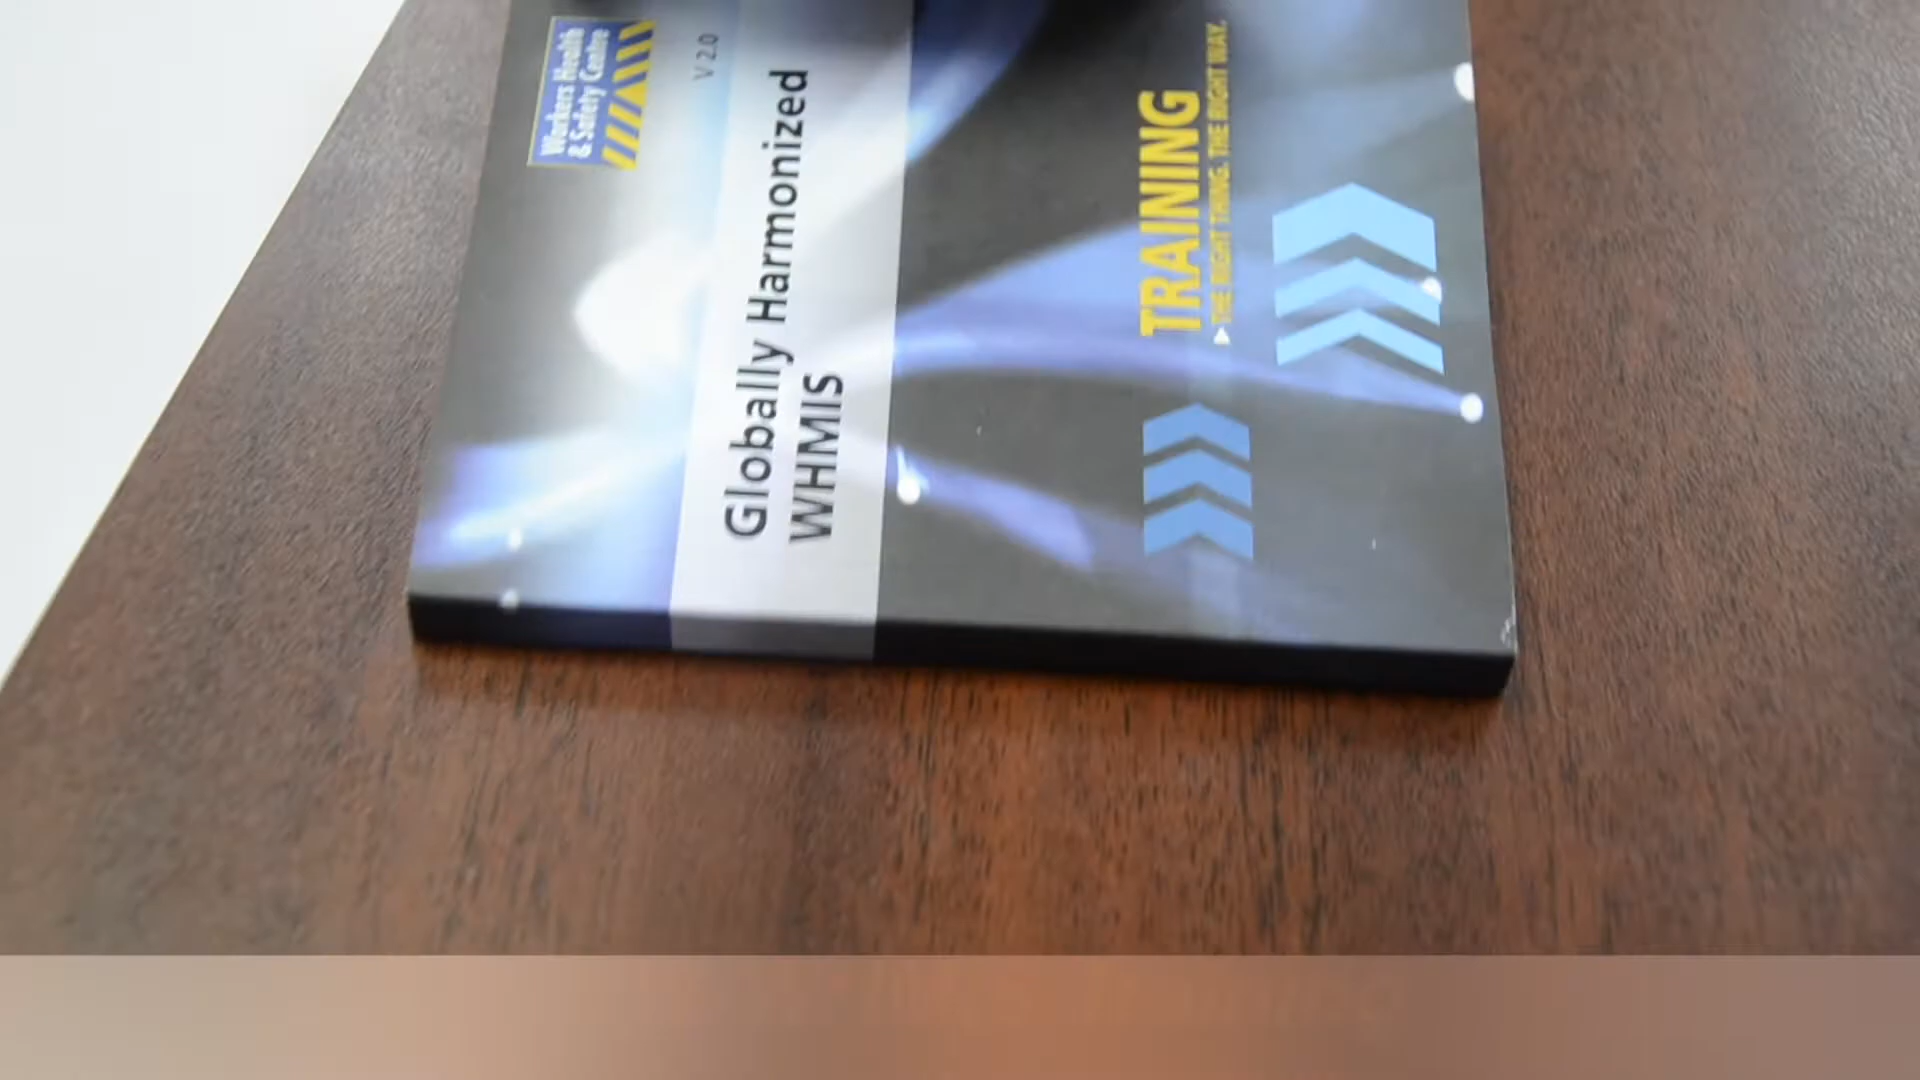 Workers Health
& Safety Centre
V 2.0
Globally Harmonized
WHMIS
TRAINING
THE RIGHT THING. THE RIGHT WAY.